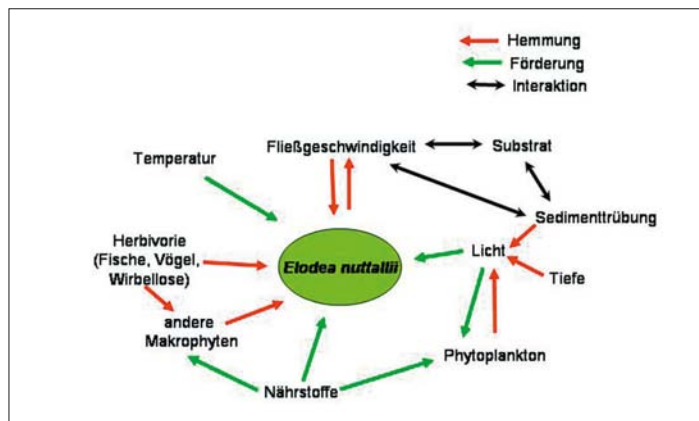 Hemmung
Förderung
Interaktion
Fließgeschwindigkeit
Substrat
Temperatur
Sedimenttrübung
Herbivorie
(Fische, Vögel,
Wirbellose)
Elodea nuttallii
Licht
Tiefe
andere
Makrophyten
Phytoplankton
Nährstoffe